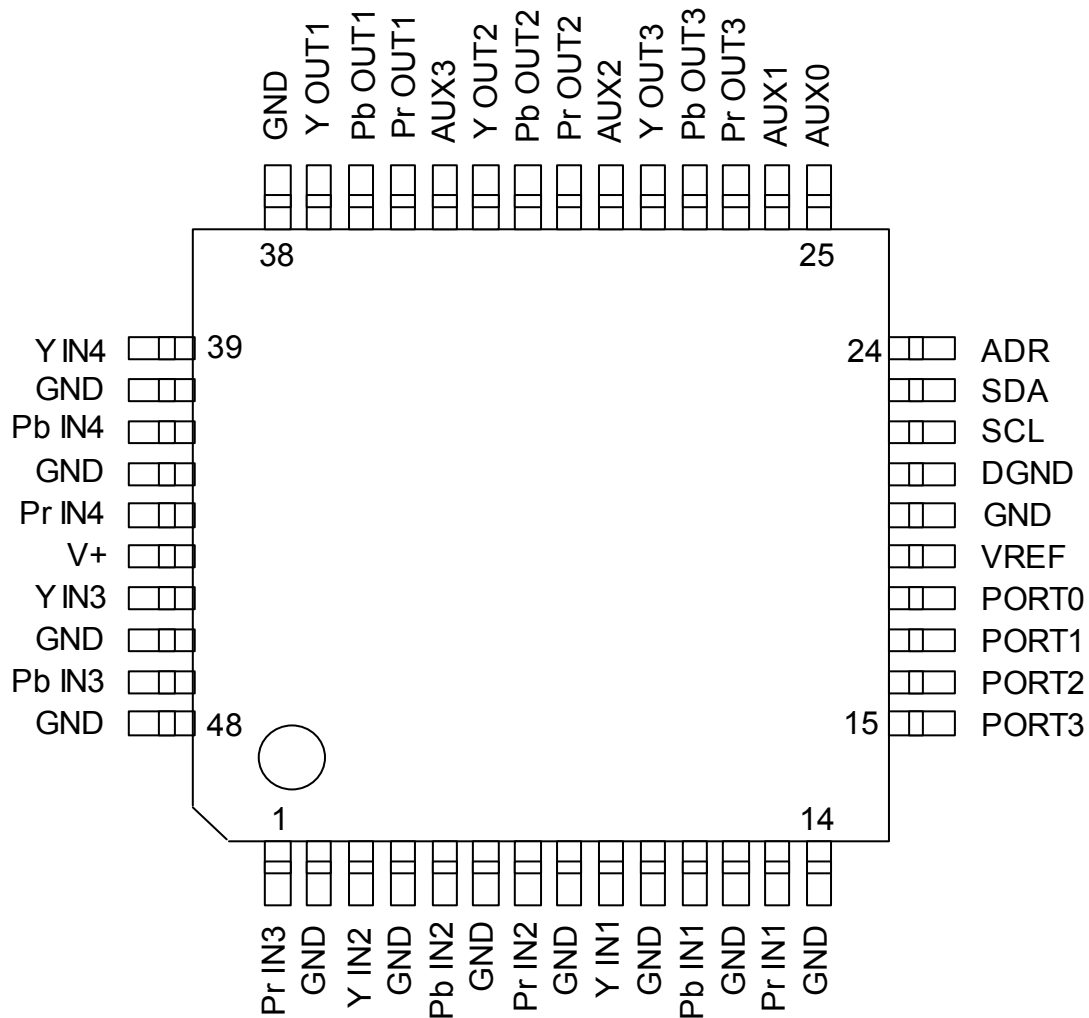 GND
Y OUT1
Pb OUT1
Pr OUT1
AUX3
Y OUT2
Pb OUT2
Pr OUT2
AUX2
Y OUT3
Pb OUT3
Pr OUT3
AUX1
AUX0
38
25
Y IN4
39
24
ADR
GND
SDA
Pb IN4
SCL
GND
DGND
Pr IN4
GND
V+
VREF
Y IN3
PORT0
GND
PORT1
Pb IN3
PORT2
GND
48
15
PORT3
1
14
Pr IN3
GND
Y IN2
GND
Pb IN2
GND
Pr IN2
GND
Y IN1
GND
Pb IN1
GND
Pr IN1
GND